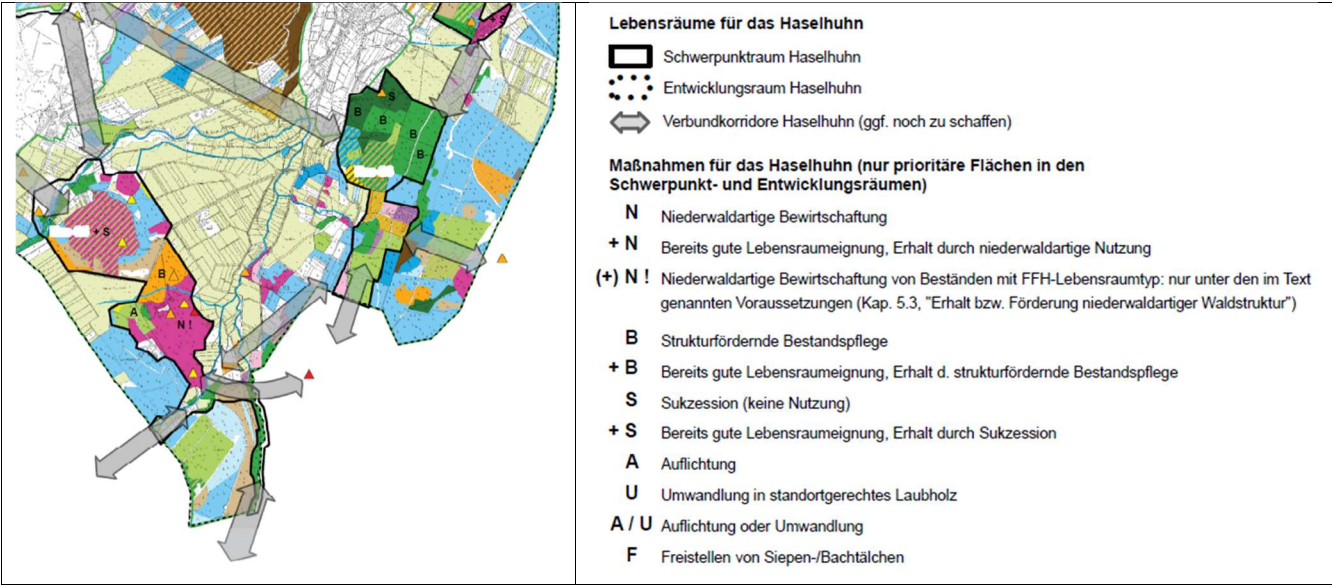 + S
S
B
B
B
B
+ S
B
A
N !
Lebensräume für das Haselhuhn
Schwerpunktraum Haselhuhn
Entwicklungsraum Haselhuhn
Verbundkorridore Haselhuhn (ggf. noch zu schaffen)
Maßnahmen für das Haselhuhn (nur prioritäre Flächen in den
Schwerpunkt- und Entwicklungsräumen)
N Niederwaldartige Bewirtschaftung
+ N Bereits gute Lebensraumeignung, Erhalt durch niederwaldartige Nutzung
(+) N ! Niederwaldartige Bewirtschaftung von Beständen mit FFH-Lebensraumtyp: nur unter den im Text
genannten Voraussetzungen (Kap. 5.3, "Erhalt bzw. Förderung niederwaldartiger Waldstruktur")
B Strukturfördernde Bestandspflege
+ B Bereits gute Lebensraumeignung, Erhalt d. strukturfördernde Bestandspflege
S Sukzession (keine Nutzung)
+ S Bereits gute Lebensraumeignung, Erhalt durch Sukzession
A Auflichtung
U Umwandlung in standortgerechtes Laubholz
A / U Auflichtung oder Umwandlung
F Freistellen von Siepen-/Bachtälchen